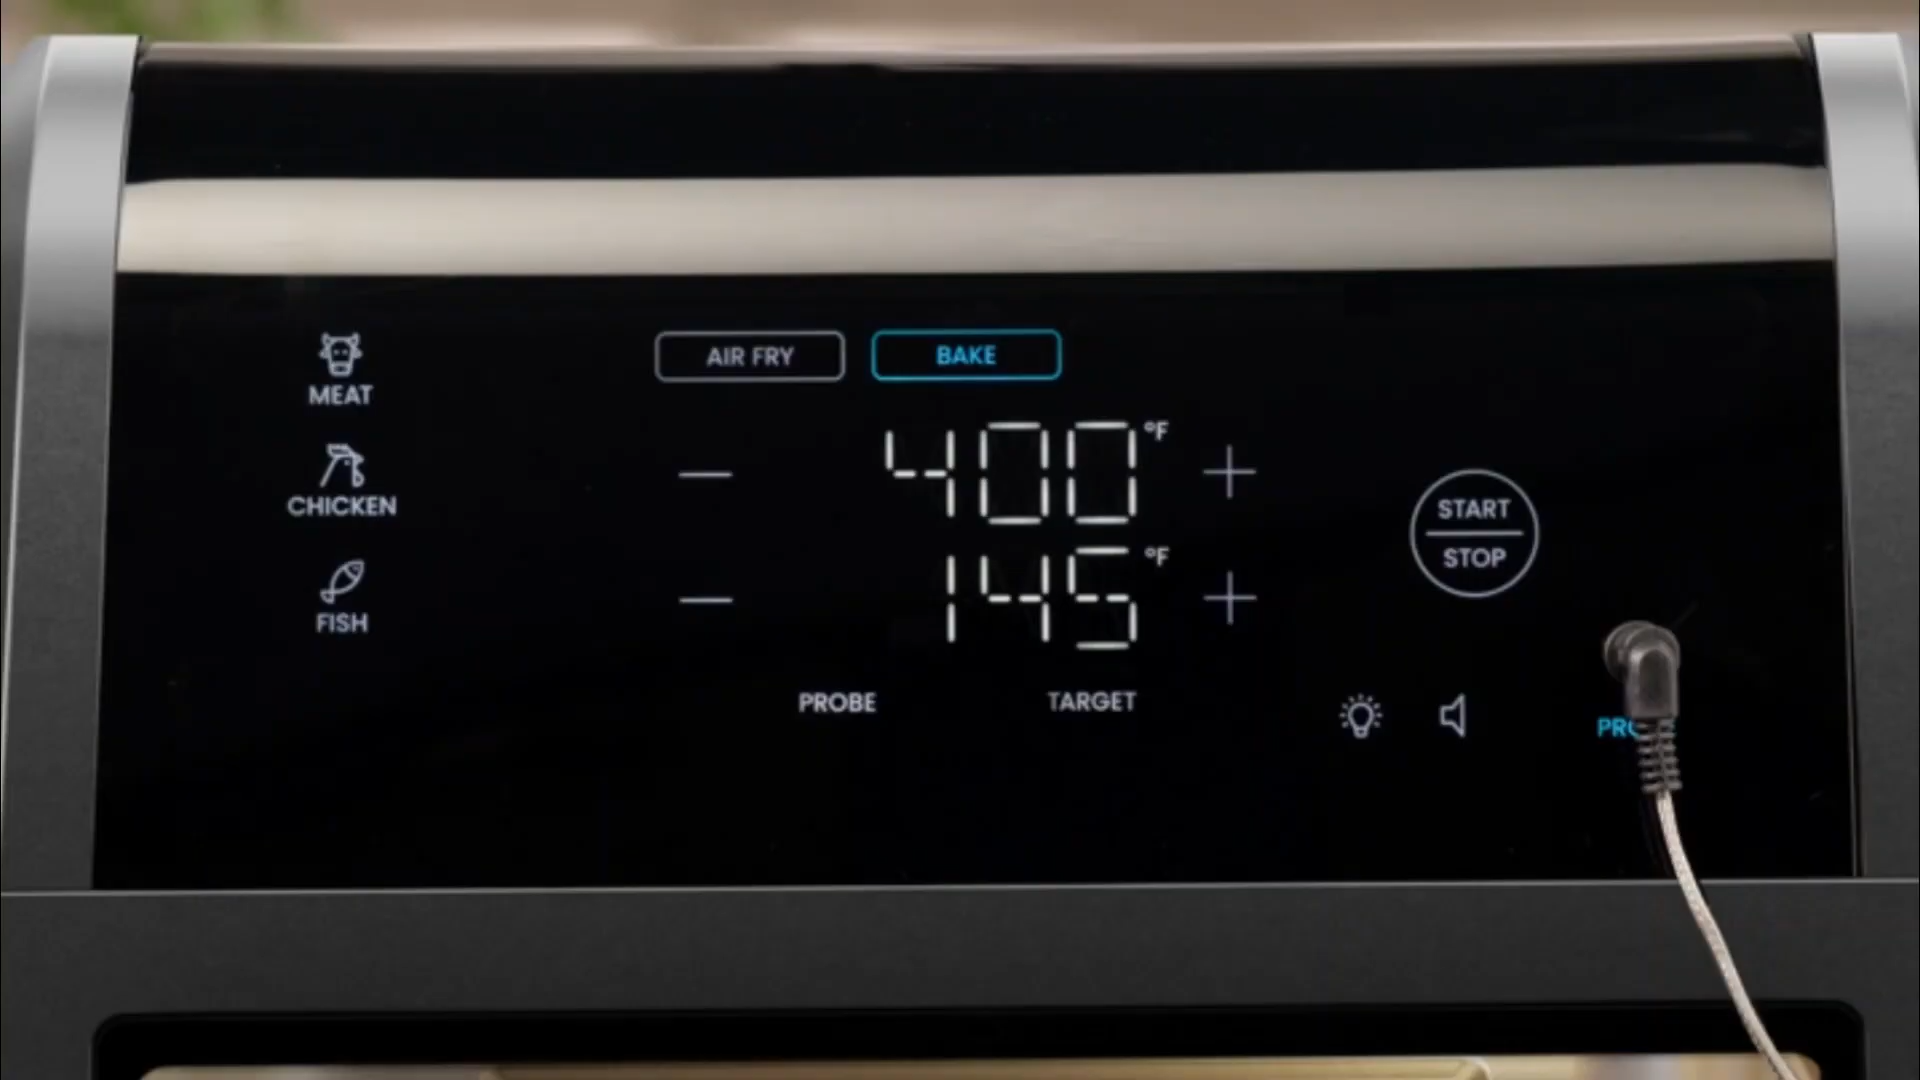 MEAT
CHICKEN
FISH
AIR FRY
BAKE
400 °F
145 °F
PROBE
TARGET
START
STOP